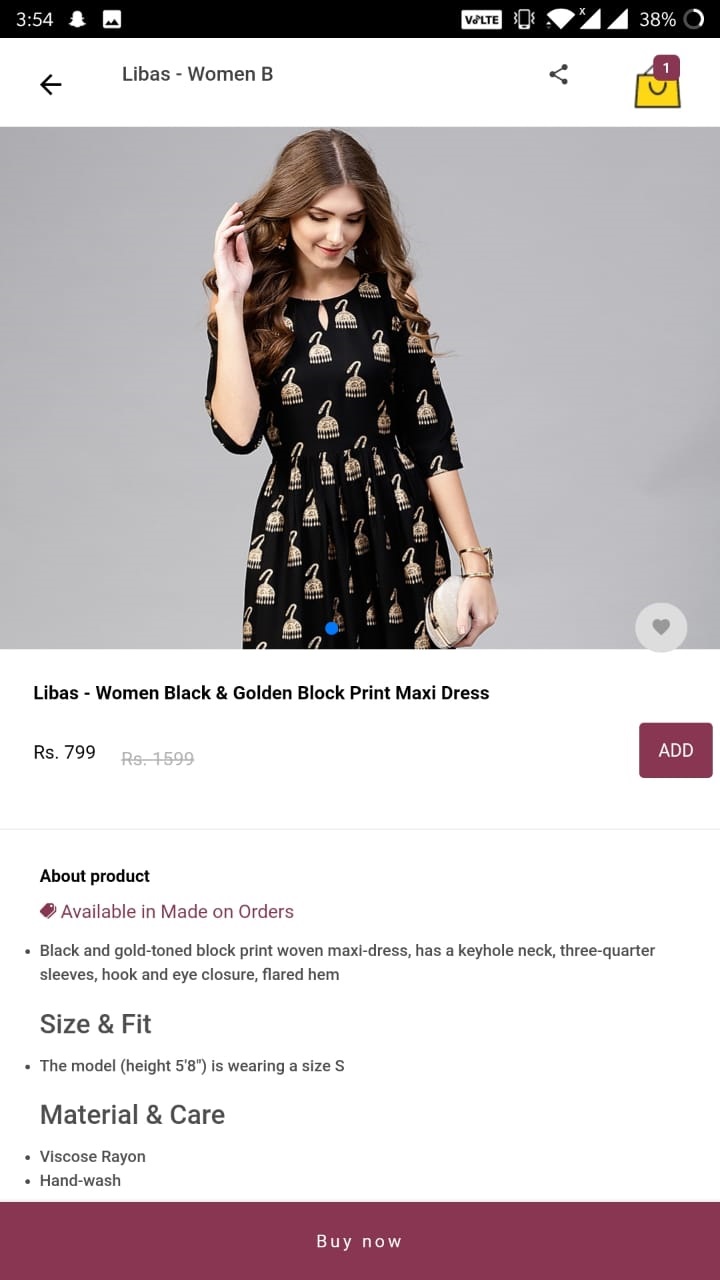 3:54
VoLTE
x
38%
Libas - Women B
1
Libas - Women Black & Golden Block Print Maxi Dress
Rs. 799
Rs. 1599
ADD
About product
Available in Made on Orders
• Black and gold-toned block print woven maxi-dress, has a keyhole neck, three-quarter
sleeves, hook and eye closure, flared hem
Size & Fit
• The model (height 5'8") is wearing a size S
Material & Care
• Viscose Rayon
• Hand-wash
Buy now